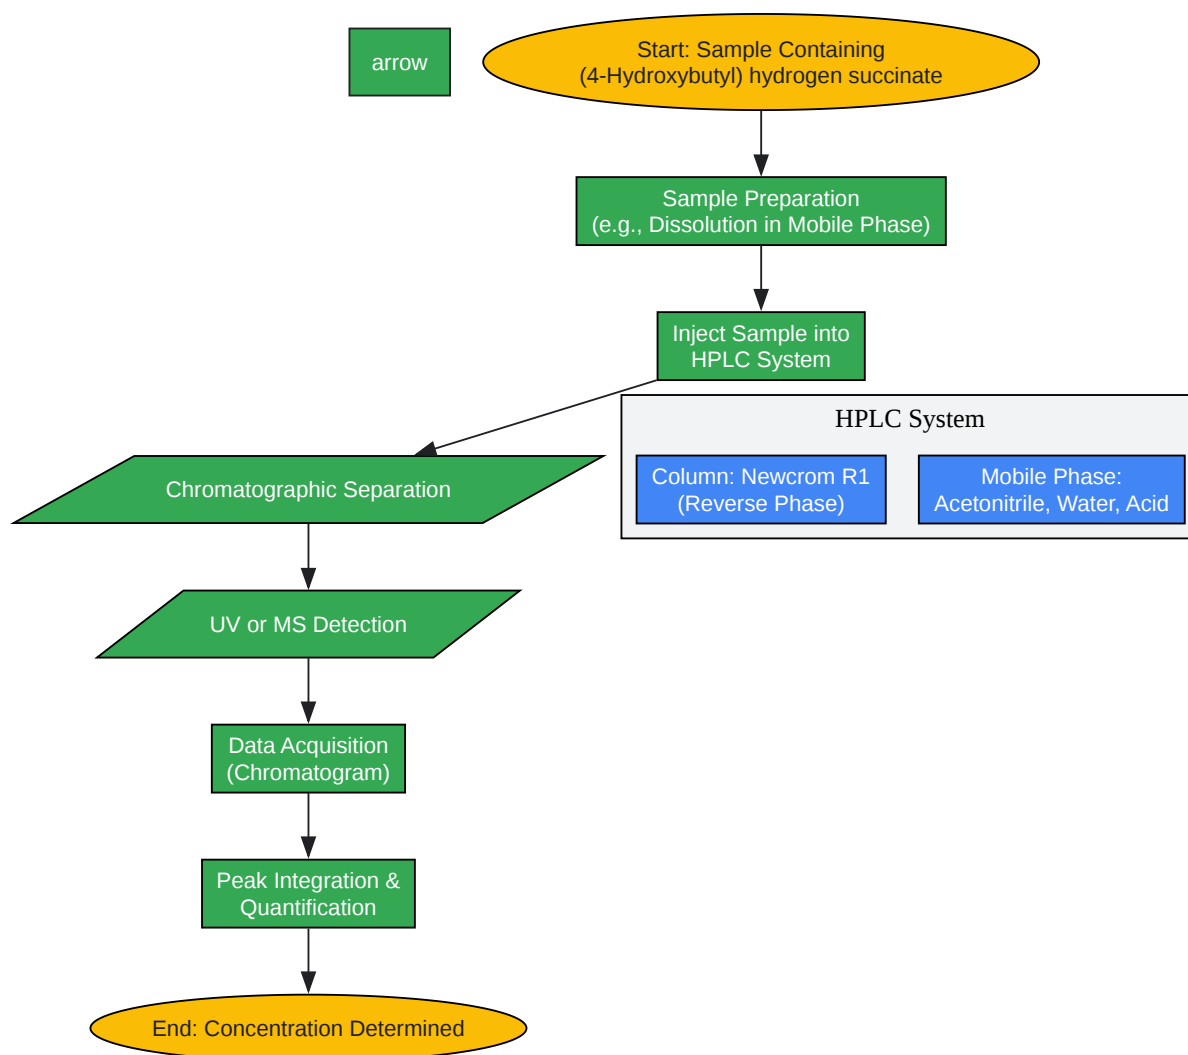 arrow
Start: Sample Containing
(4-Hydroxybutyl) hydrogen succinate
Sample Preparation
(e.g., Dissolution in Mobile Phase)
Inject Sample into
HPLC System
HPLC System
Chromatographic Separation
Column: Newcrom R1
(Reverse Phase)
Mobile Phase:
Acetonitrile, Water, Acid
UV or MS Detection
Data Acquisition
(Chromatogram)
Peak Integration &
Quantification
End: Concentration Determined